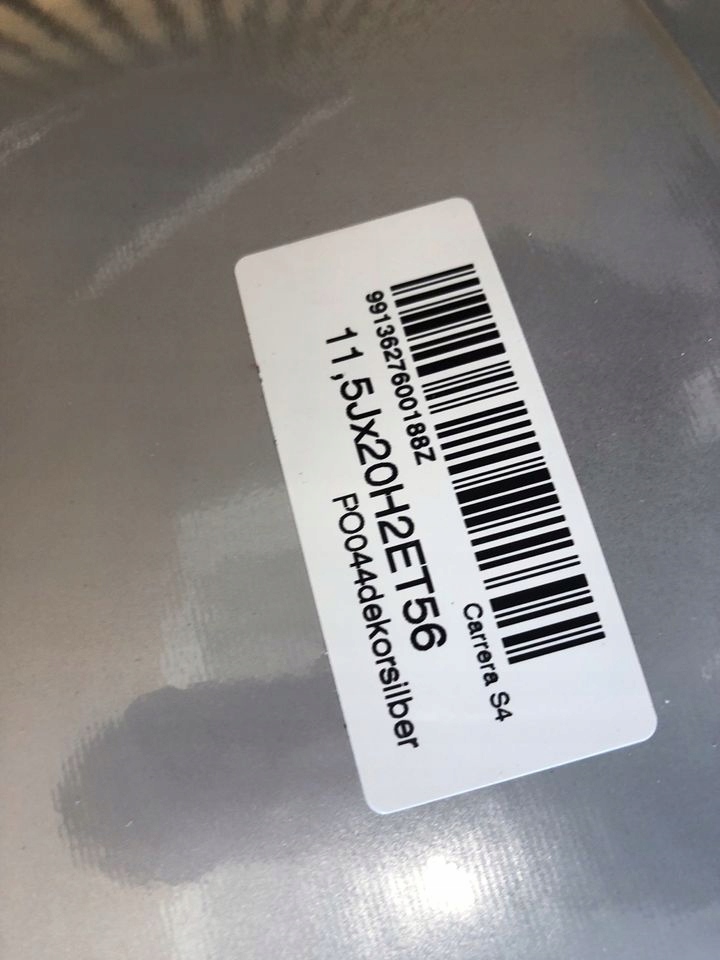 9913627600188Z
11,5Jx20H2ET56
PO044dekorsilber
Carrera S4